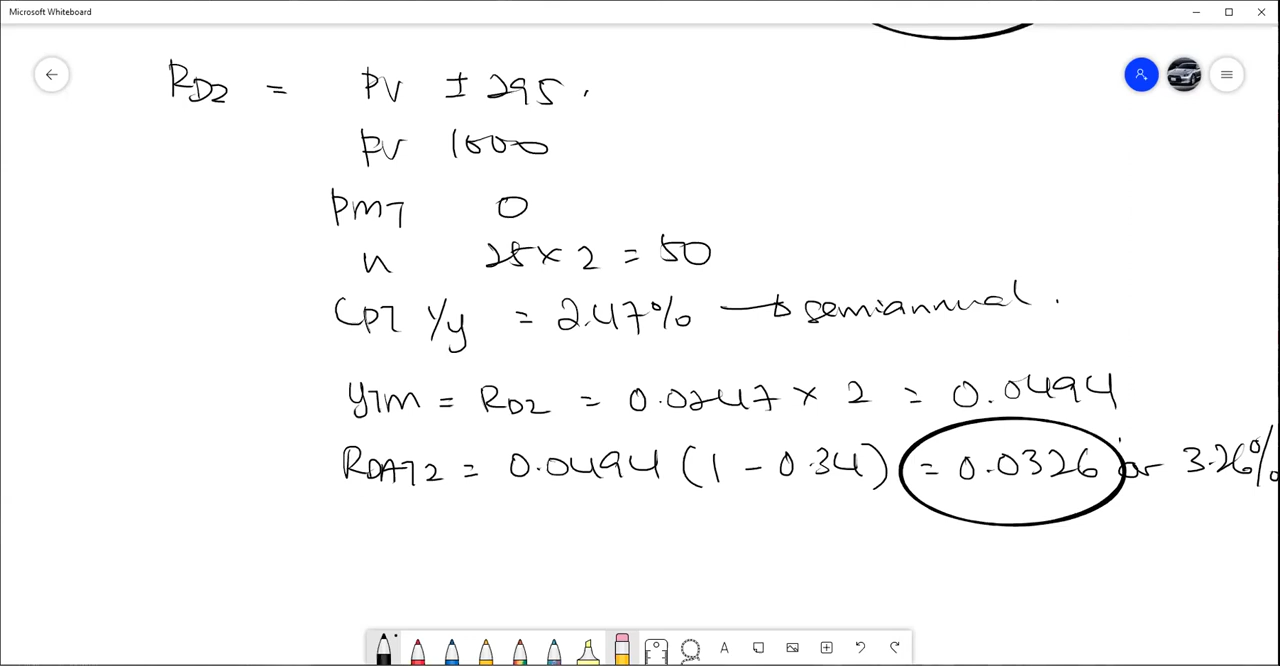 Microsoft Whiteboard
RD2 = PV ± 295.
PV 1000
PMT 0
n 25 × 2 = 50
CPT Y/y = 2.47% → semiannual.
YTM = RD2 = 0.0247 × 2 = 0.0494
RDAT2 = 0.0494 (1 - 0.34) = 0.0326 or 3.26%
A